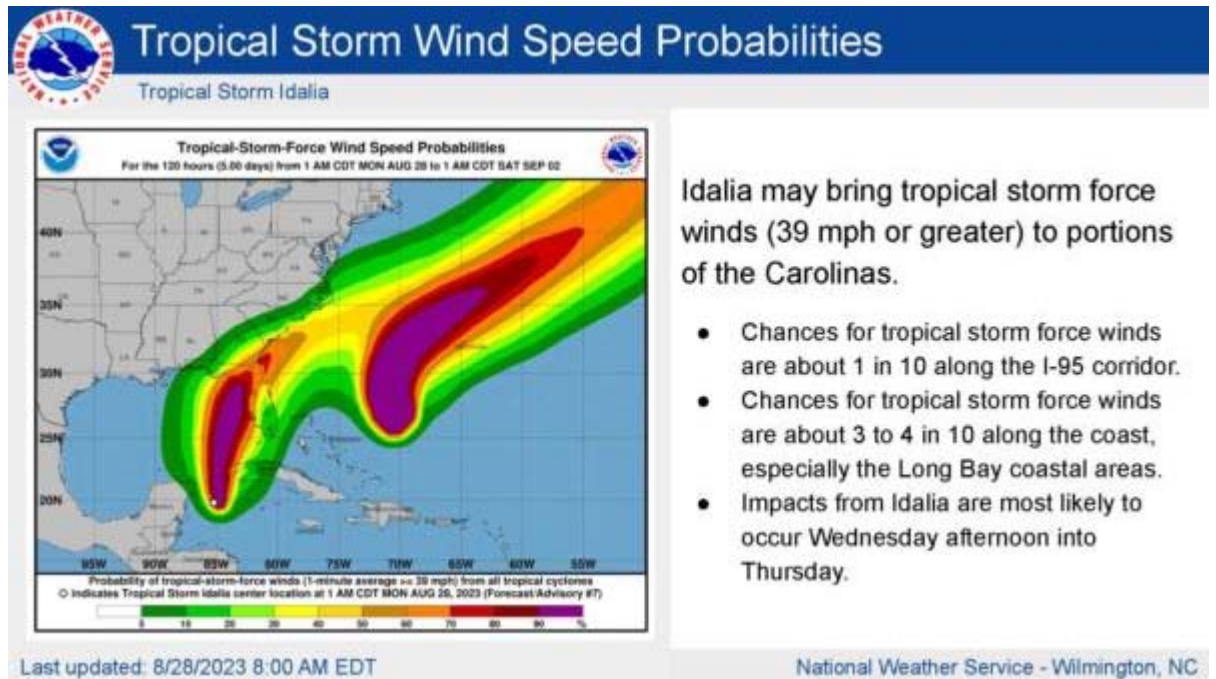 NATIONAL WEATHER SERVICE
Tropical Storm Wind Speed Probabilities
Tropical Storm Idalia
Tropical-Storm-Force Wind Speed Probabilities
For the 120 hours (5.00 days) from 1 AM CDT MON AUG 28 to 1 AM CDT SAT SEP 02
40N
35N
30N
25N
20N
95W 90W 85W 80W 75W 70W 65W 60W 55W
Probability of tropical-storm-force winds (1-minute average >= 39 mph) from all tropical cyclones
O indicates Tropical Storm Idalia center location at 1 AM CDT MON AUG 28, 2023 (Forecast/Advisory #7)
5 10 20 30 40 50 60 70 80 90 %
Idalia may bring tropical storm force
winds (39 mph or greater) to portions
of the Carolinas.
● Chances for tropical storm force winds
are about 1 in 10 along the I-95 corridor.
● Chances for tropical storm force winds
are about 3 to 4 in 10 along the coast,
especially the Long Bay coastal areas.
● Impacts from Idalia are most likely to
occur Wednesday afternoon into
Thursday.
Last updated: 8/28/2023 8:00 AM EDT
National Weather Service - Wilmington, NC